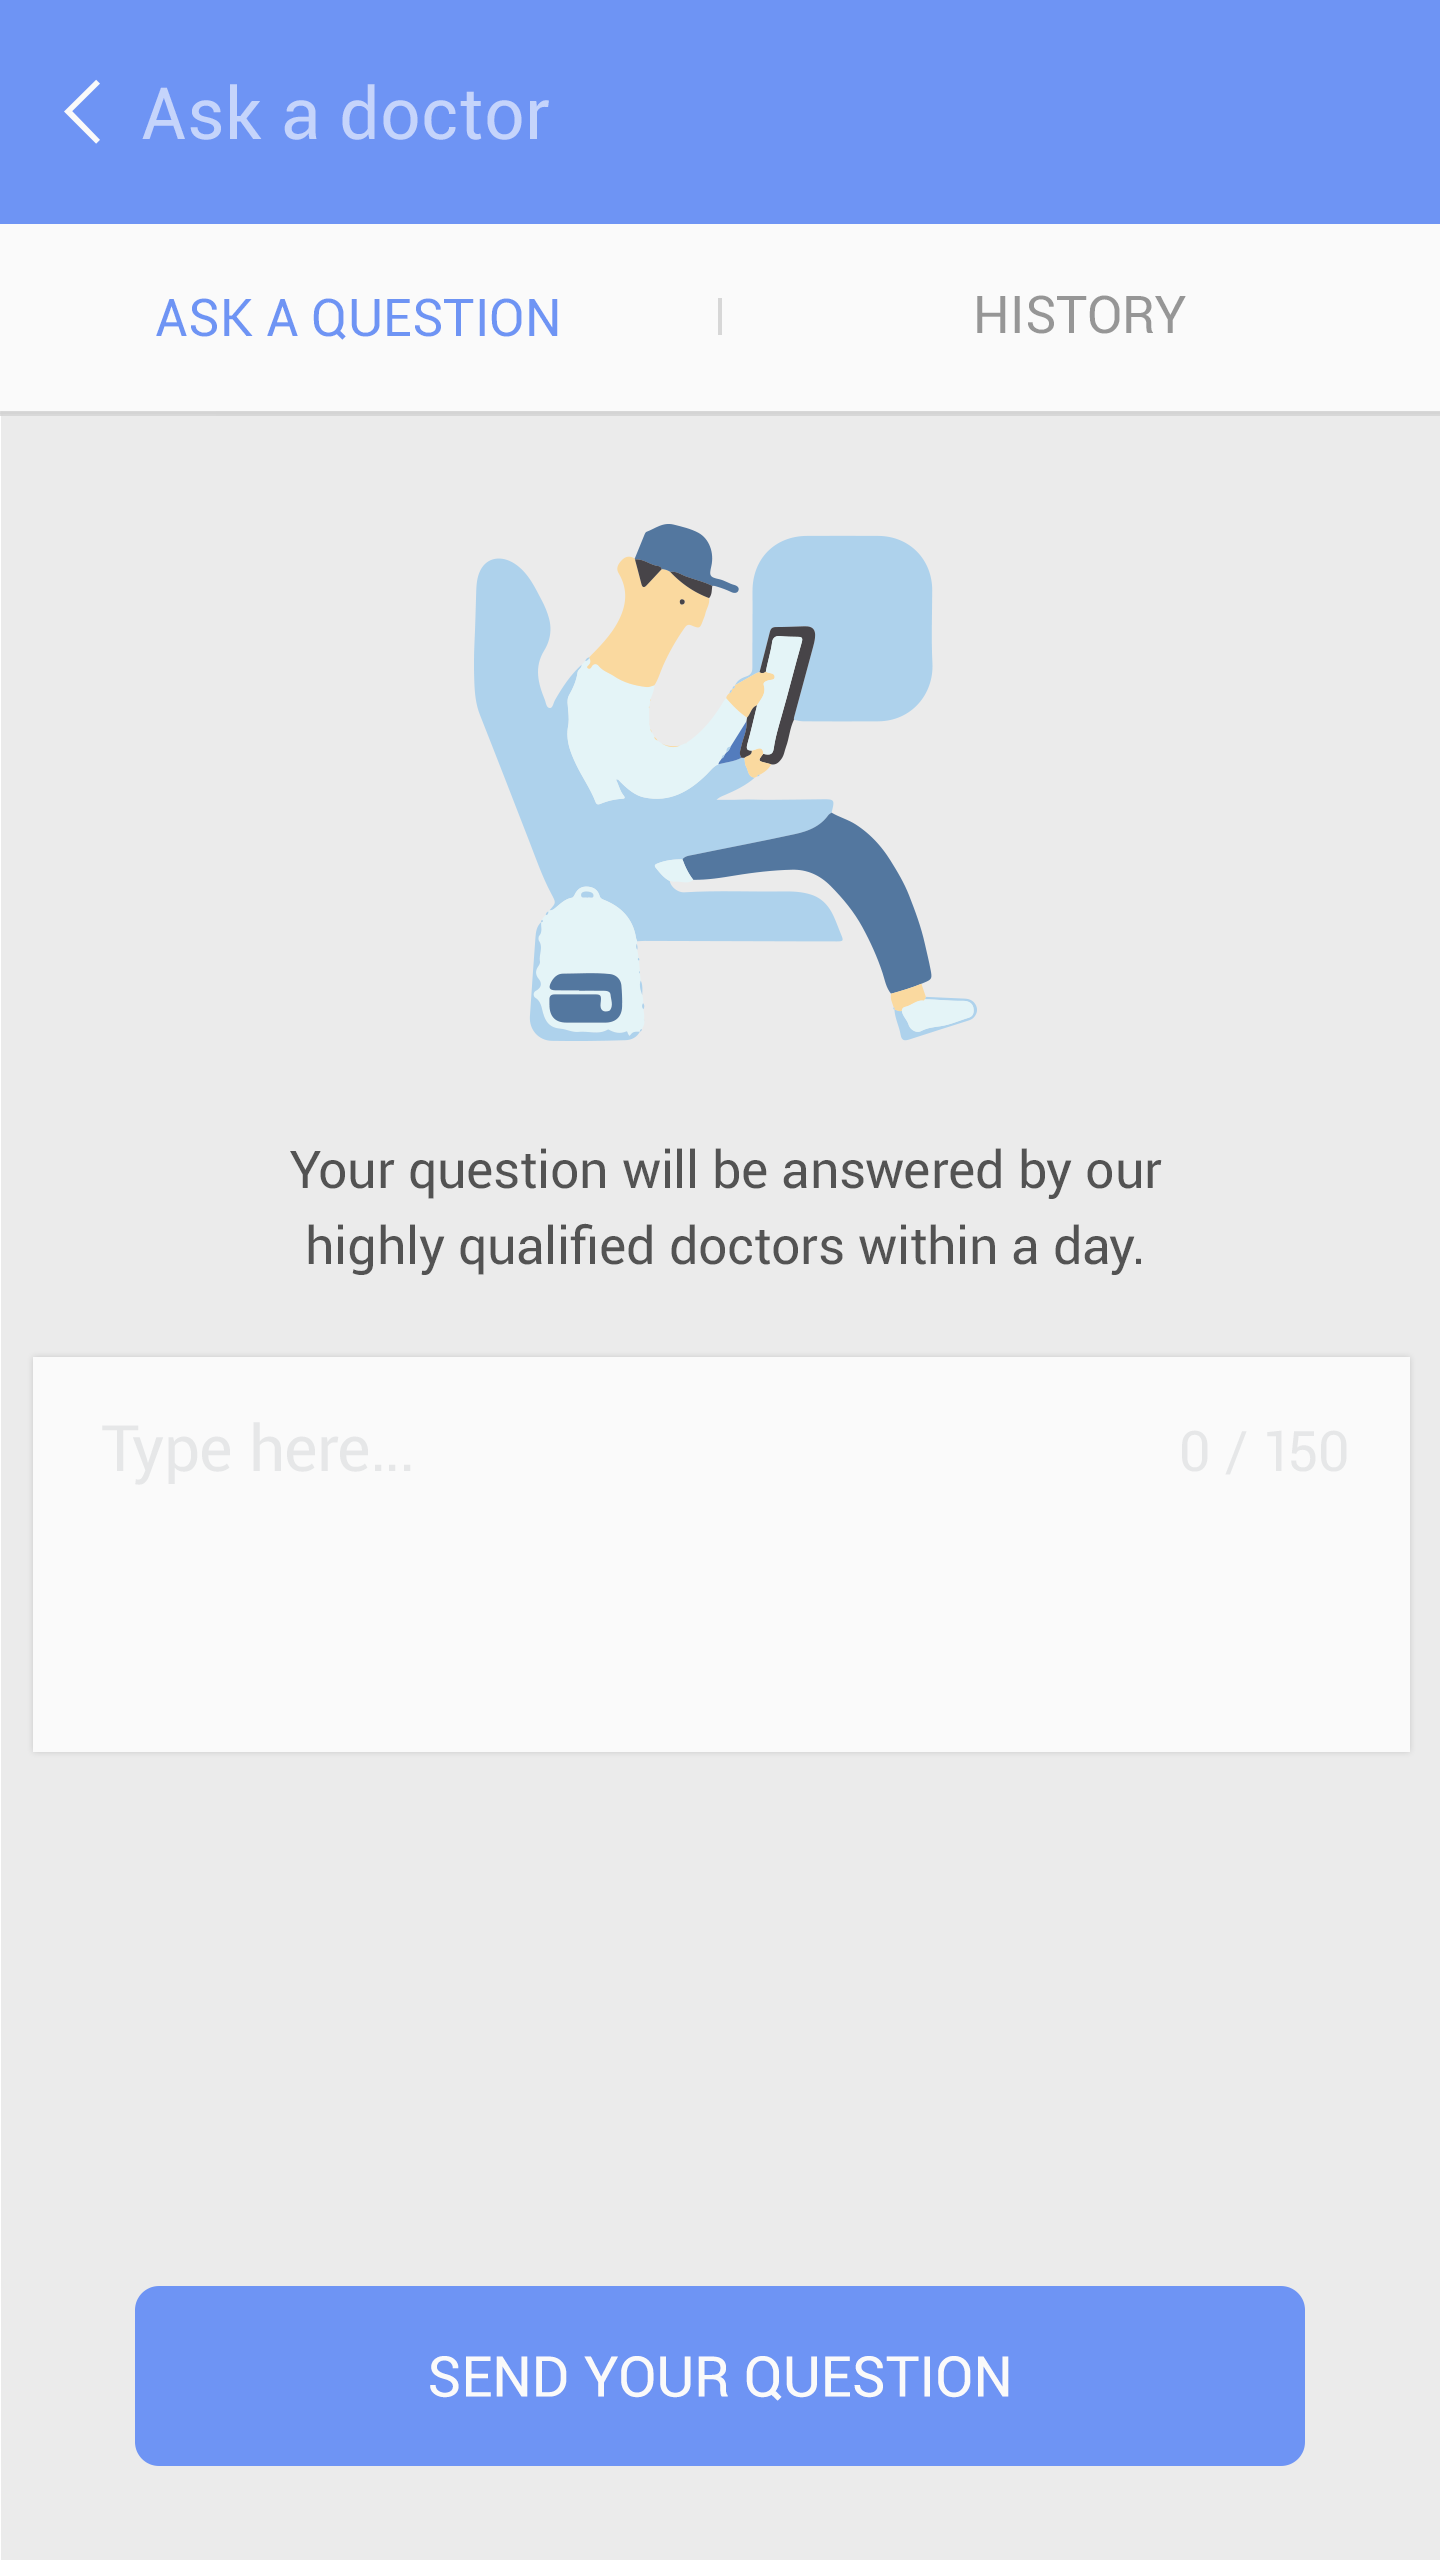 Ask a doctor
ASK A QUESTION
HISTORY
Your question will be answered by our
highly qualified doctors within a day.
Type here...
0 / 150
SEND YOUR QUESTION